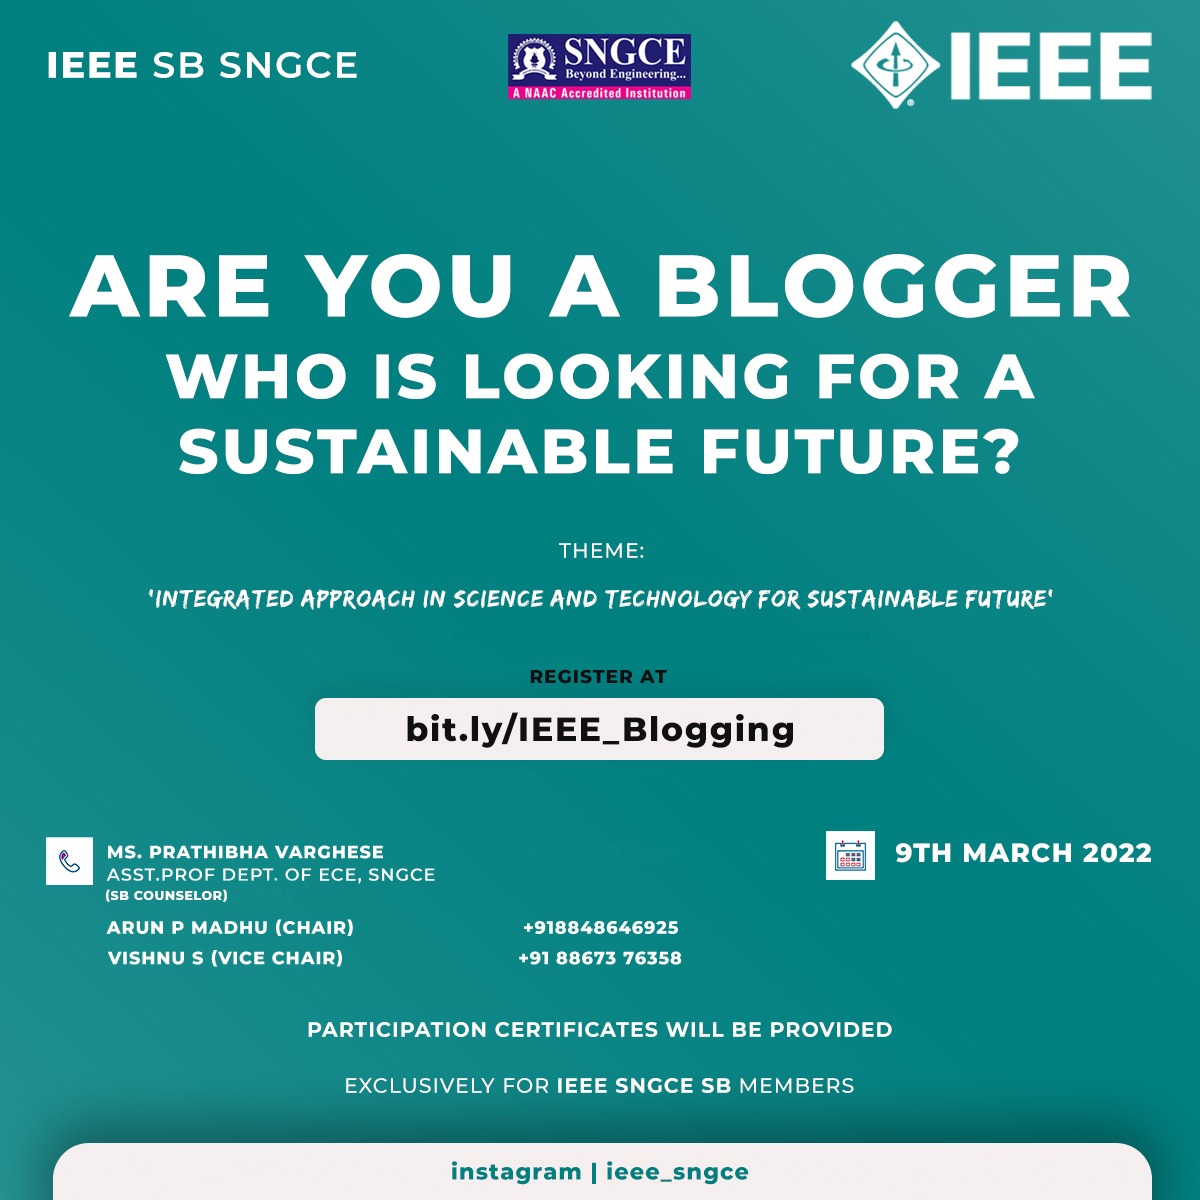 IEEE SB SNGCE
SNGCE
Beyond Engineering...
A NAAC Accredited Institution
IEEE
®
ARE YOU A BLOGGER
WHO IS LOOKING FOR A
SUSTAINABLE FUTURE?
THEME:
'INTEGRATED APPROACH IN SCIENCE AND TECHNOLOGY FOR SUSTAINABLE FUTURE'
REGISTER AT
bit.ly/IEEE_Blogging
MS. PRATHIBHA VARGHESE
ASST.PROF DEPT. OF ECE, SNGCE
(SB COUNSELOR)
ARUN P MADHU (CHAIR) +918848646925
VISHNU S (VICE CHAIR) +91 88673 76358
9TH MARCH 2022
PARTICIPATION CERTIFICATES WILL BE PROVIDED
EXCLUSIVELY FOR IEEE SNGCE SB MEMBERS
instagram | ieee_sngce